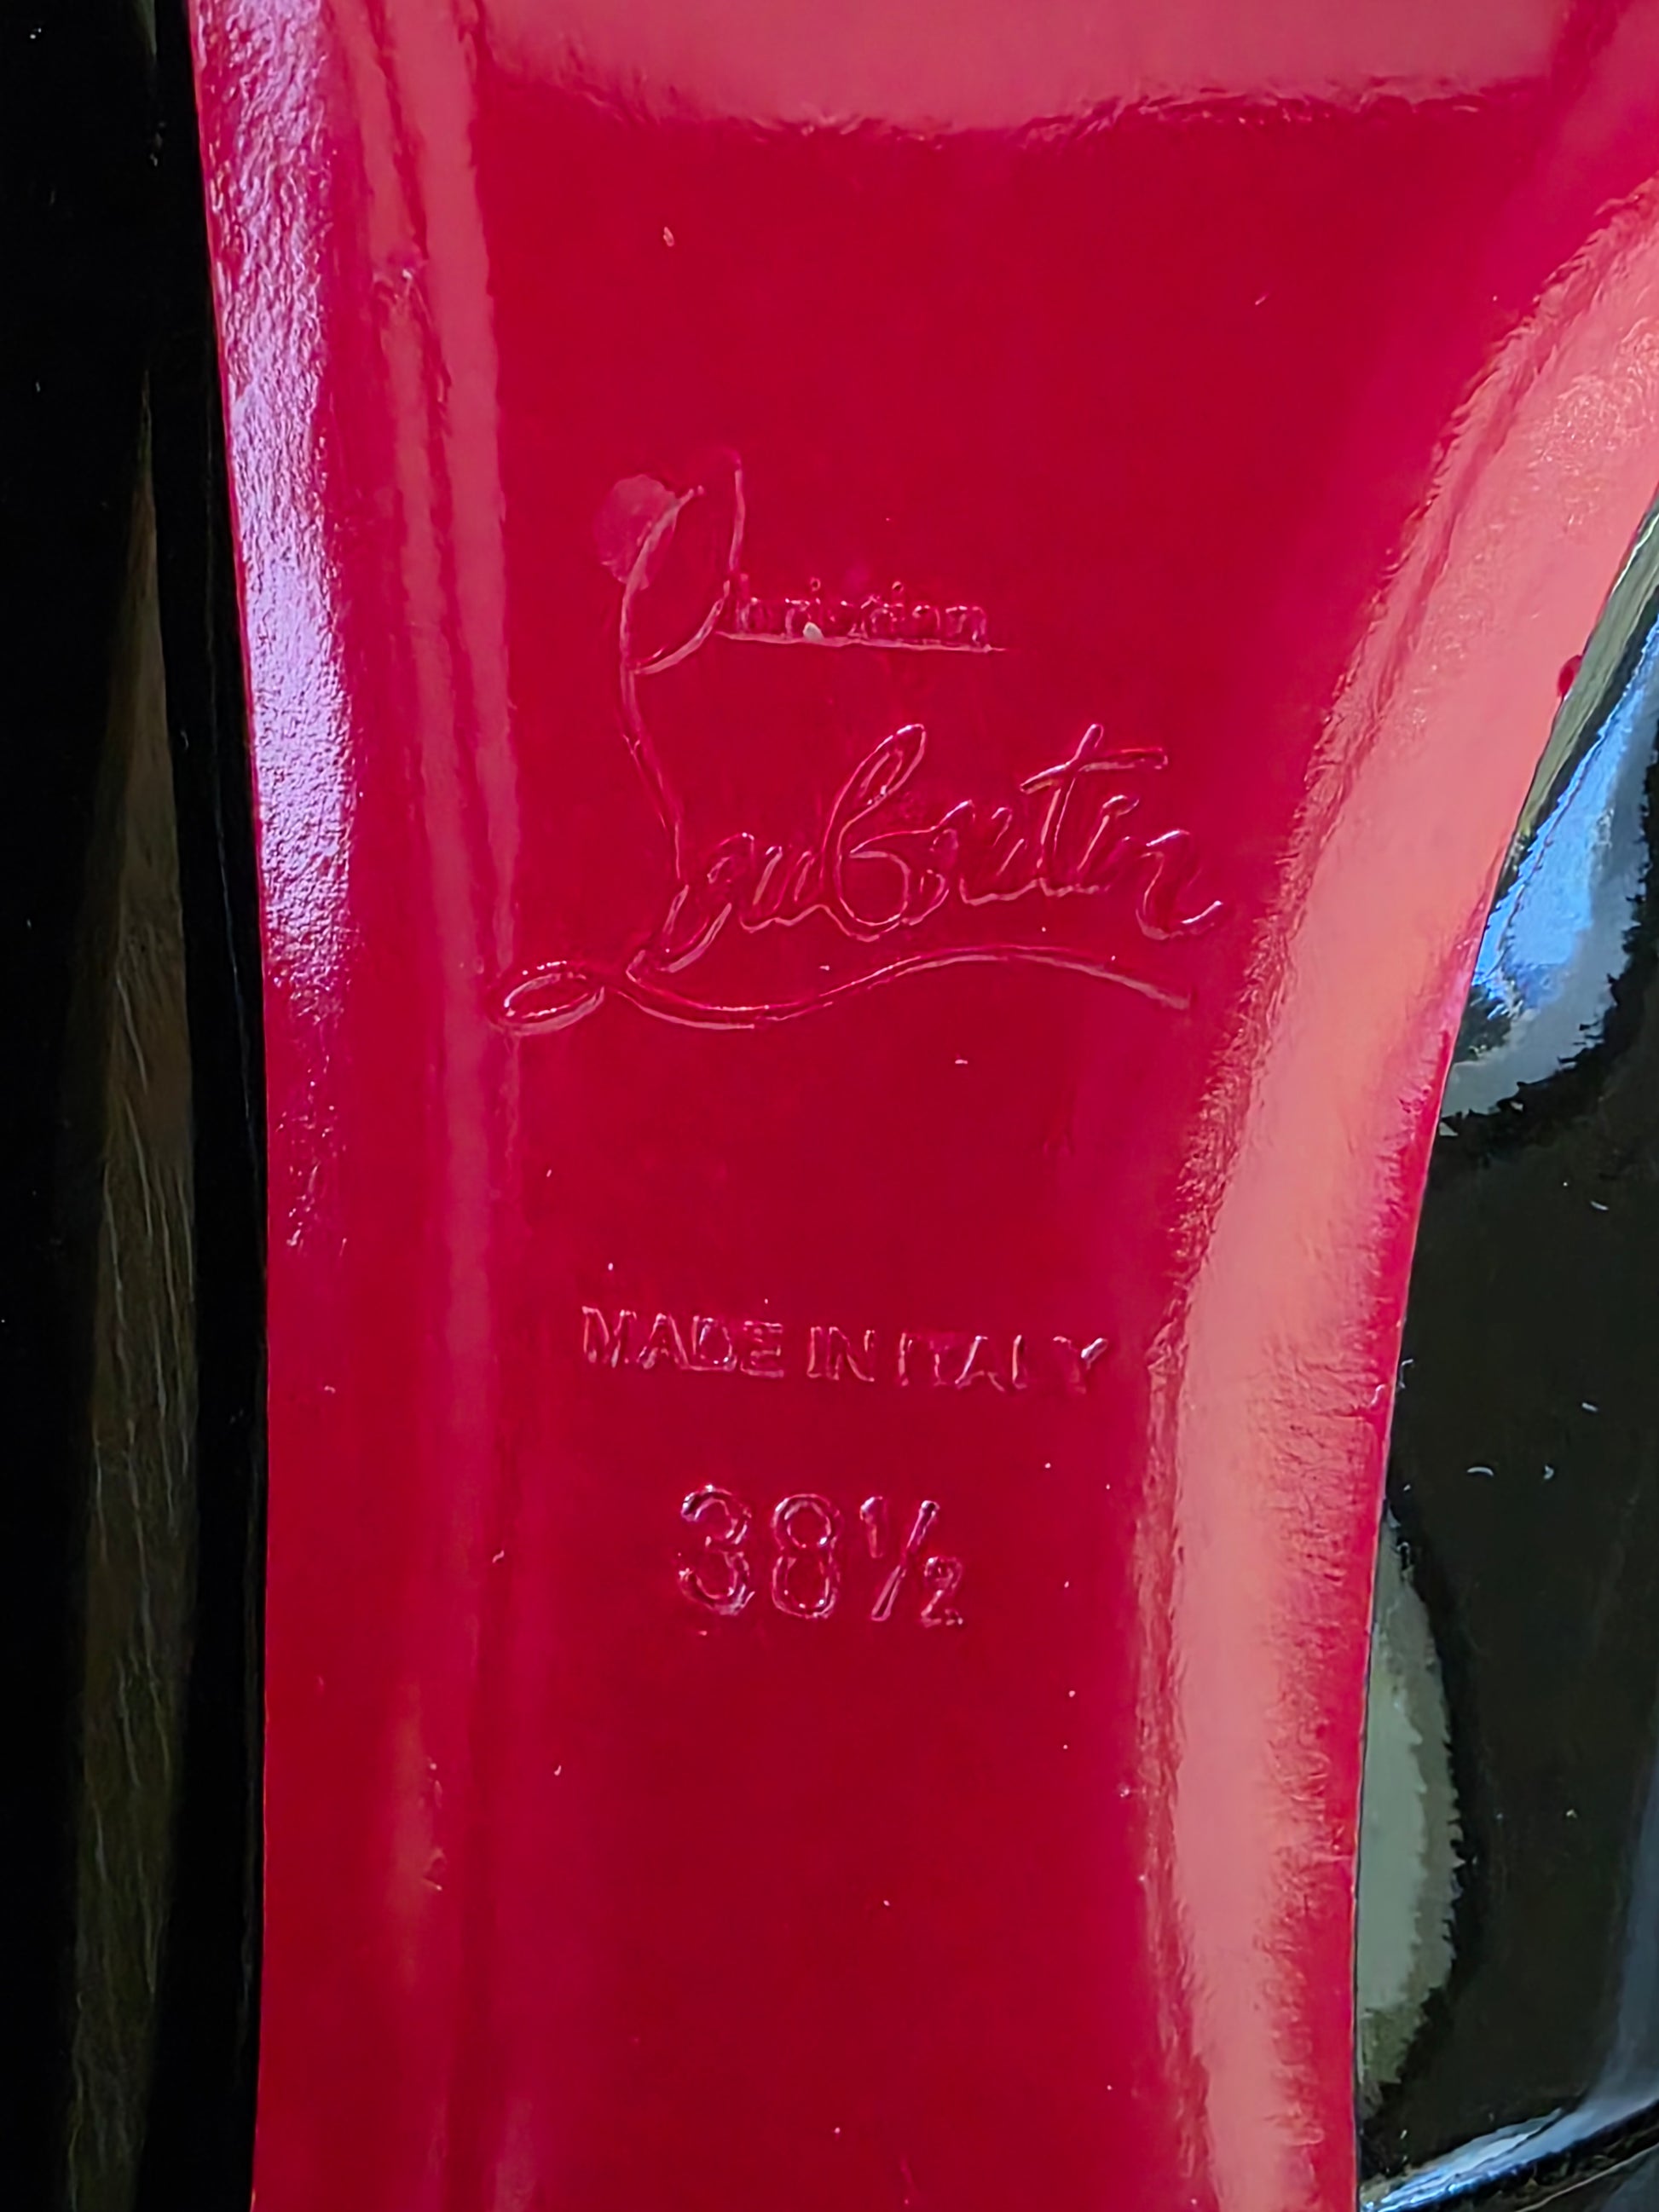 Christian
Louboutin
MADE IN ITALY
38½